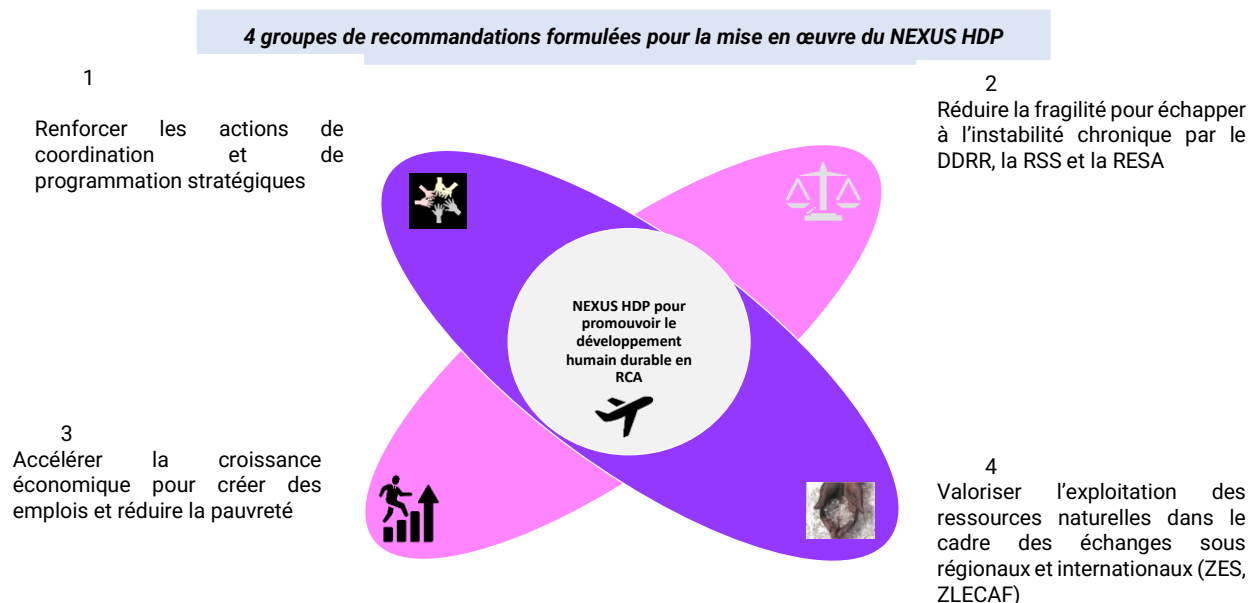 4 groupes de recommandations formulées pour la mise en œuvre du NEXUS HDP
1
Renforcer les actions de
coordination et de
programmation stratégiques
2
Réduire la fragilité pour échapper
à l’instabilité chronique par le
DDRR, la RSS et la RESA
NEXUS HDP pour
promouvoir le
développement
humain durable en
RCA
3
Accélérer la croissance
économique pour créer des
emplois et réduire la pauvreté
4
Valoriser l’exploitation des
ressources naturelles dans le
cadre des échanges sous
régionaux et internationaux (ZES,
ZLECAF)